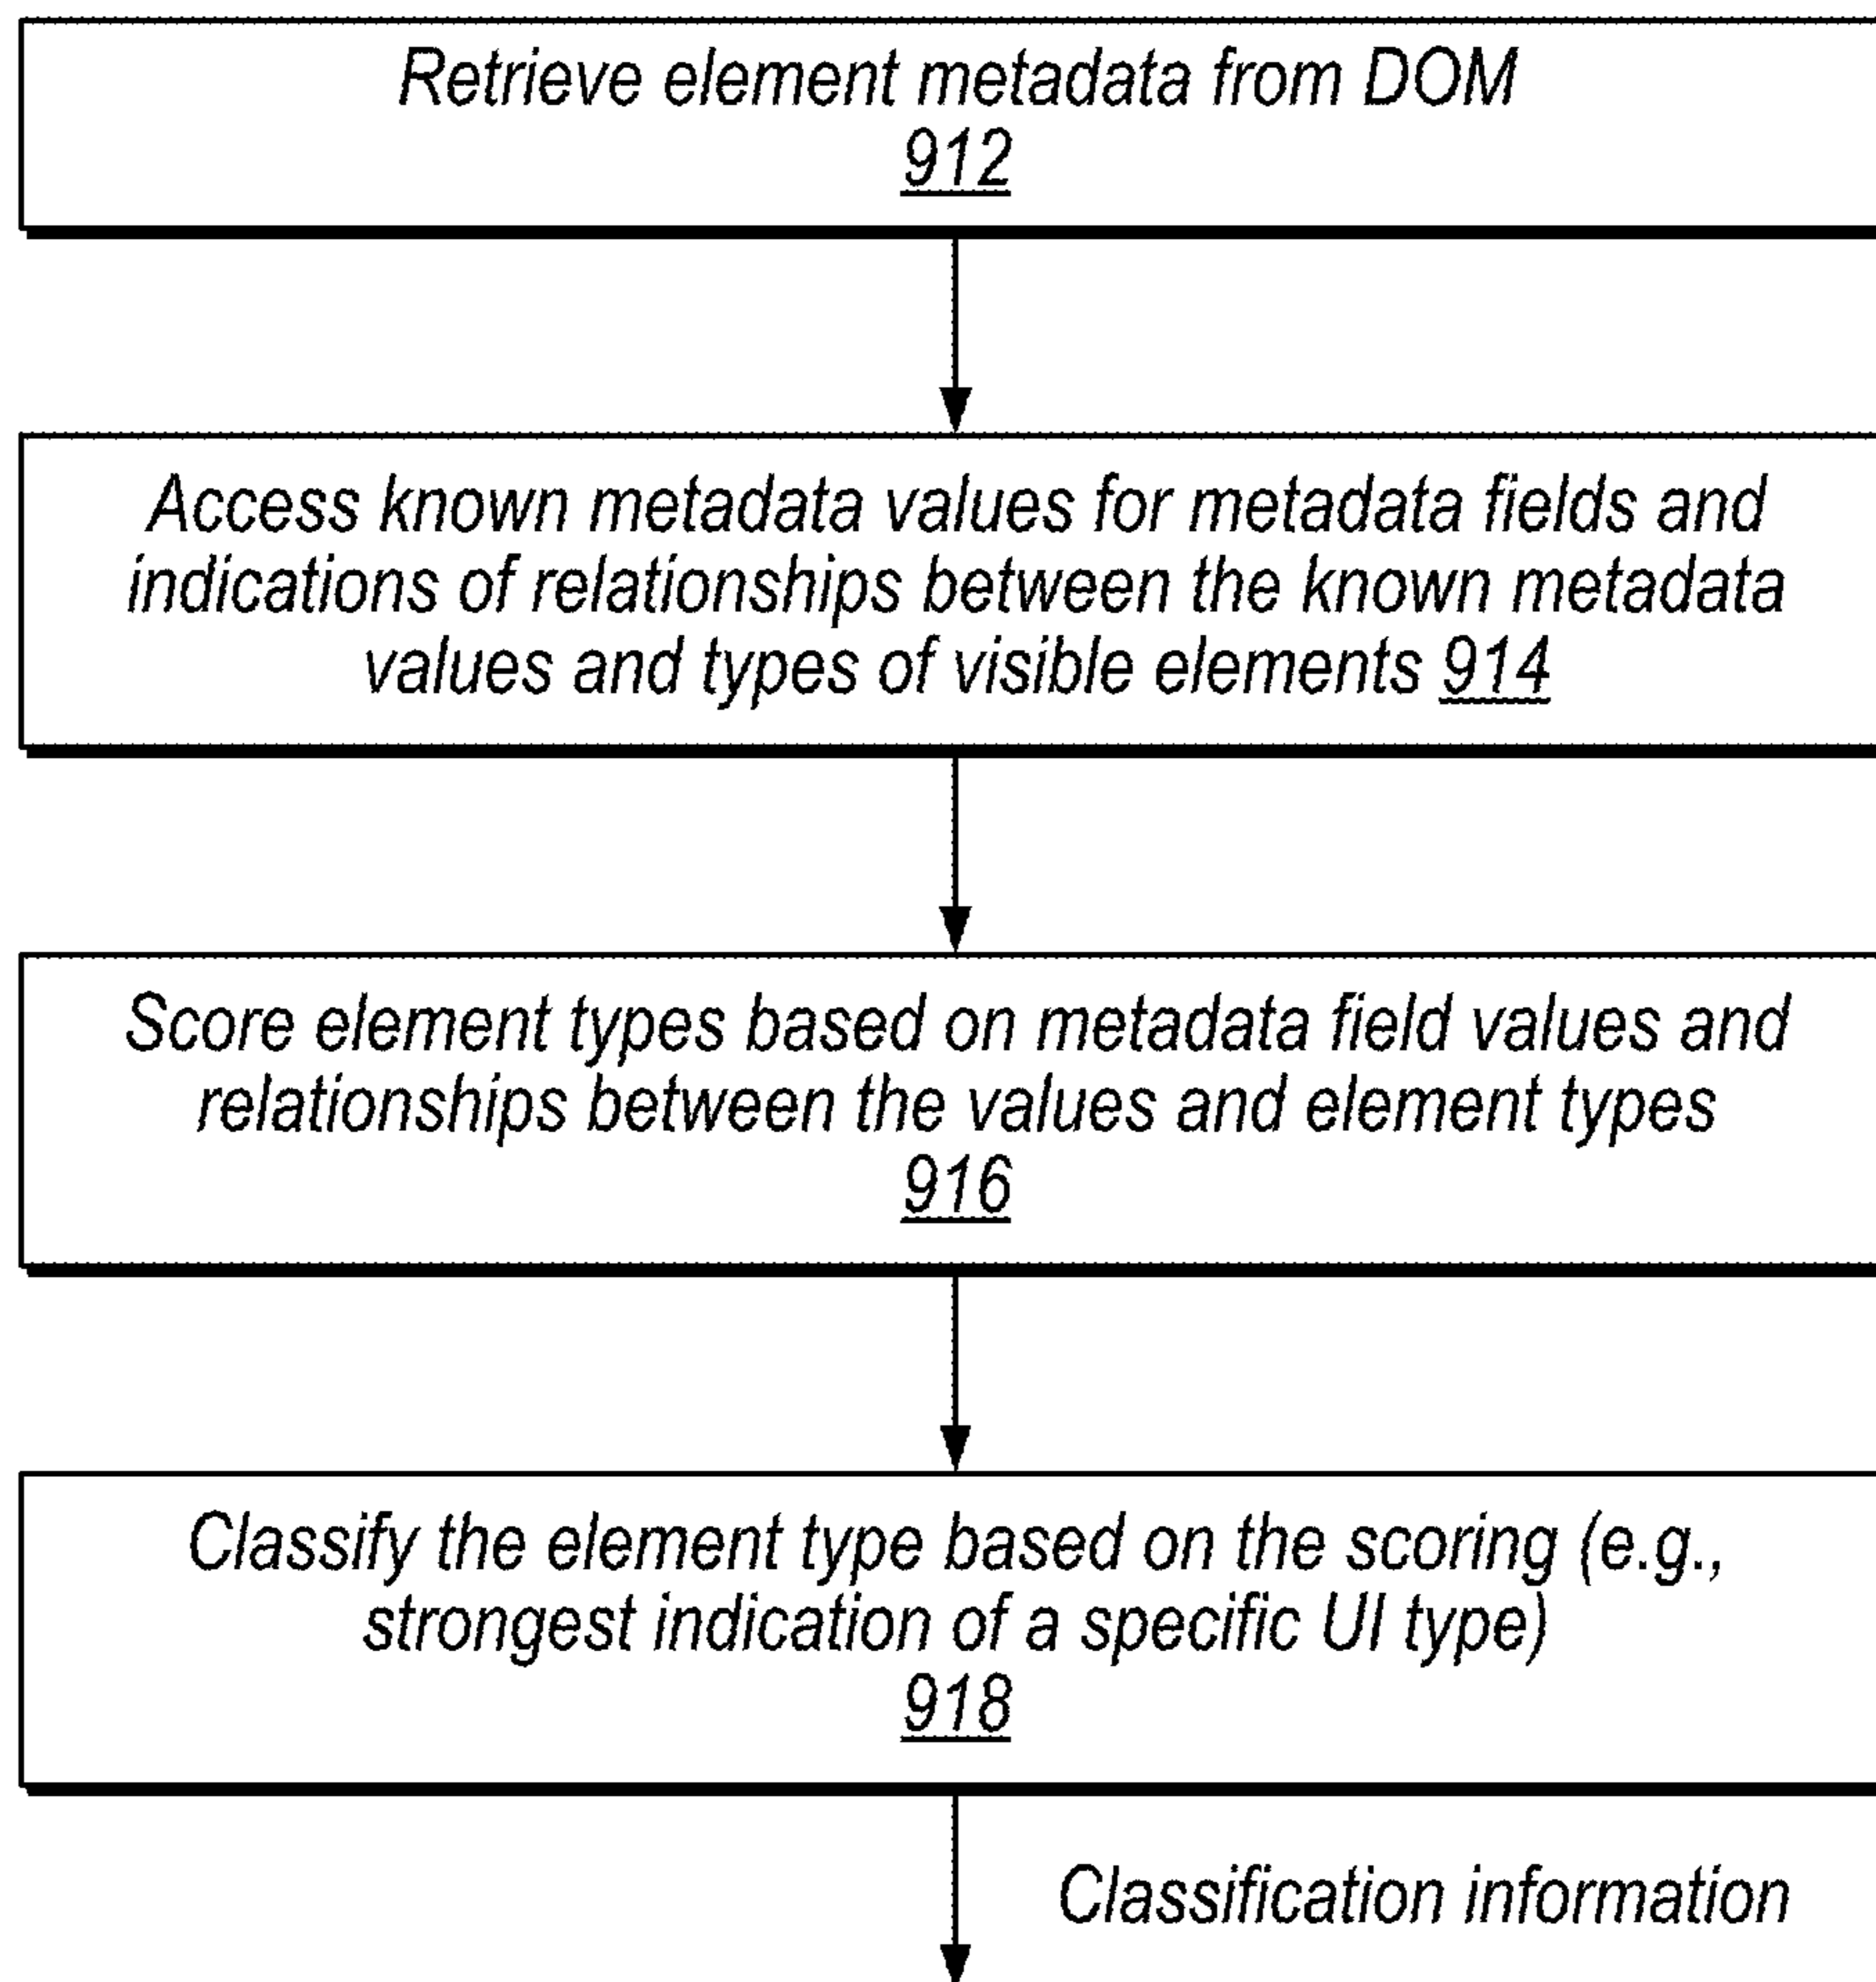 Retrieve element metadata from DOM
912
Access known metadata values for metadata fields and
indications of relationships between the known metadata
values and types of visible elements 914
Score element types based on metadata field values and
relationships between the values and element types
916
Classify the element type based on the scoring (e.g.,
strongest indication of a specific UI type)
918
Classification information